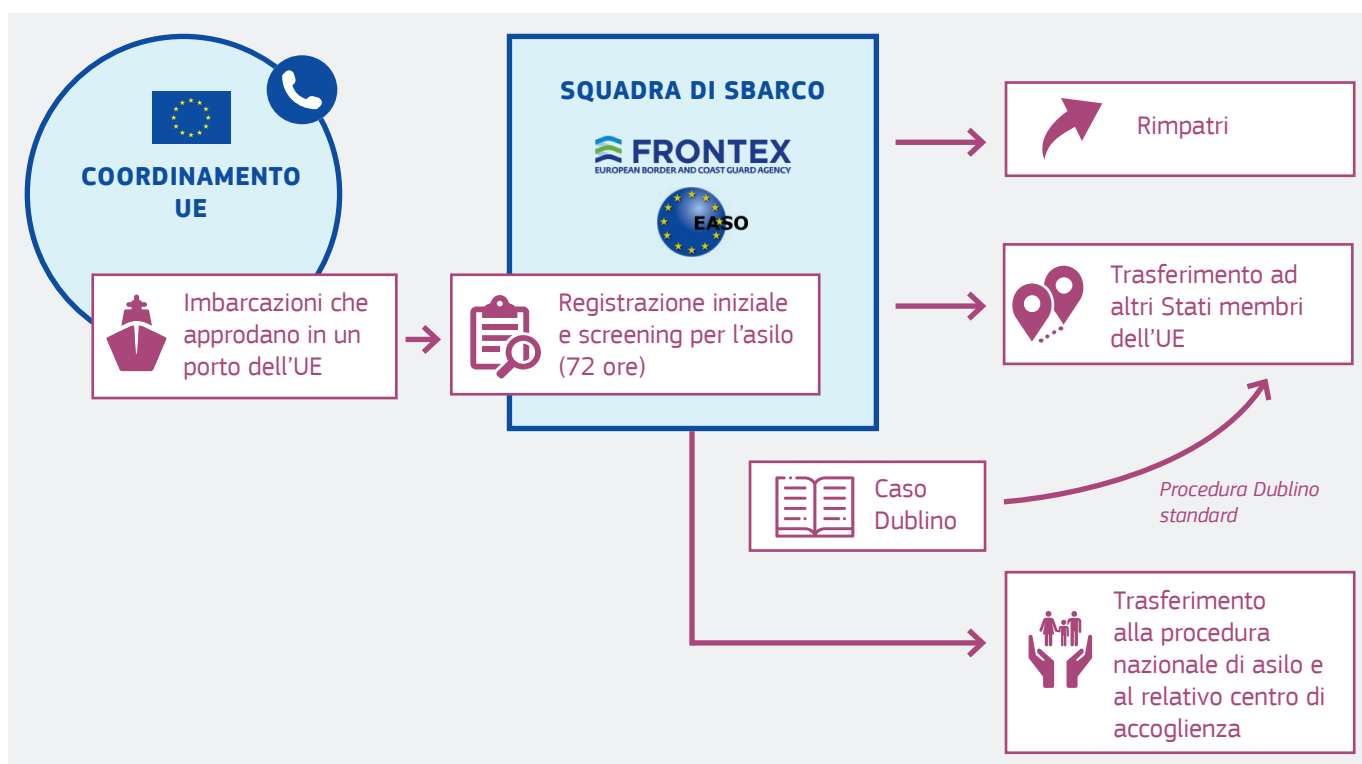 COORDINAMENTO
UE
Imbarcazioni che
approdano in un
porto dell'UE
SQUADRA DI SBARCO
FRONTEX
EUROPEAN BORDER AND COAST GUARD AGENCY
EASO
Registrazione iniziale
e screening per l'asilo
(72 ore)
Rimpatri
Trasferimento ad
altri Stati membri
dell'UE
Caso
Dublino
Procedura Dublino
standard
Trasferimento
alla procedura
nazionale di asilo e
al relativo centro di
accoglienza